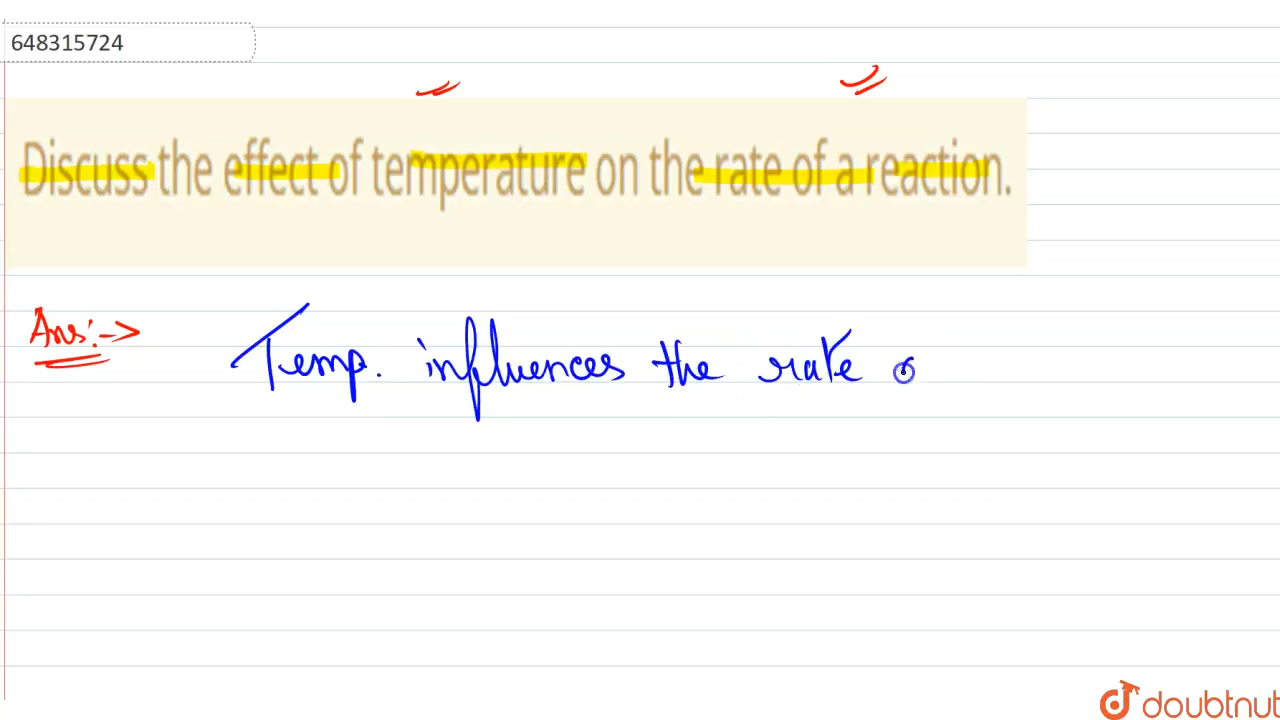 648315724
Discuss the effect of temperature on the rate of a reaction.
Ans:->
Temp. influences the rate o
doubtnut